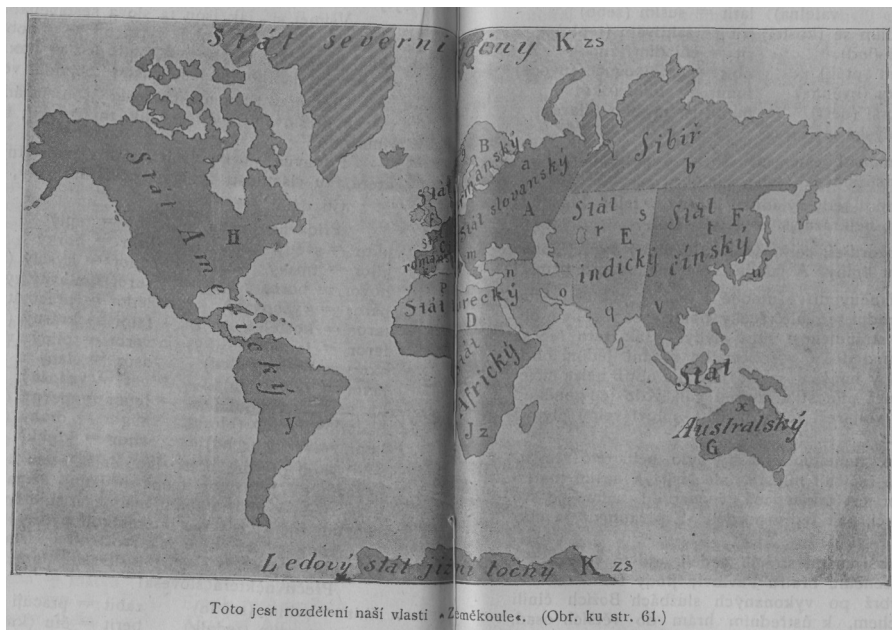 Stát severní točny K zs
Stát Americký
H
y
B
a
Stát slovanský
A
Sibiř
b
Stát
r
s
E
indický
q
Stát
t
F
čínský
u
v
m
n
o
p
Stát řecký
D
Stát
Africký
J z
Stát
x
Australský
G
Ledový stát jižní točny K zs
Toto jest rozdělení naší vlasti »Zeměkoule«. (Obr. ku str. 61.)